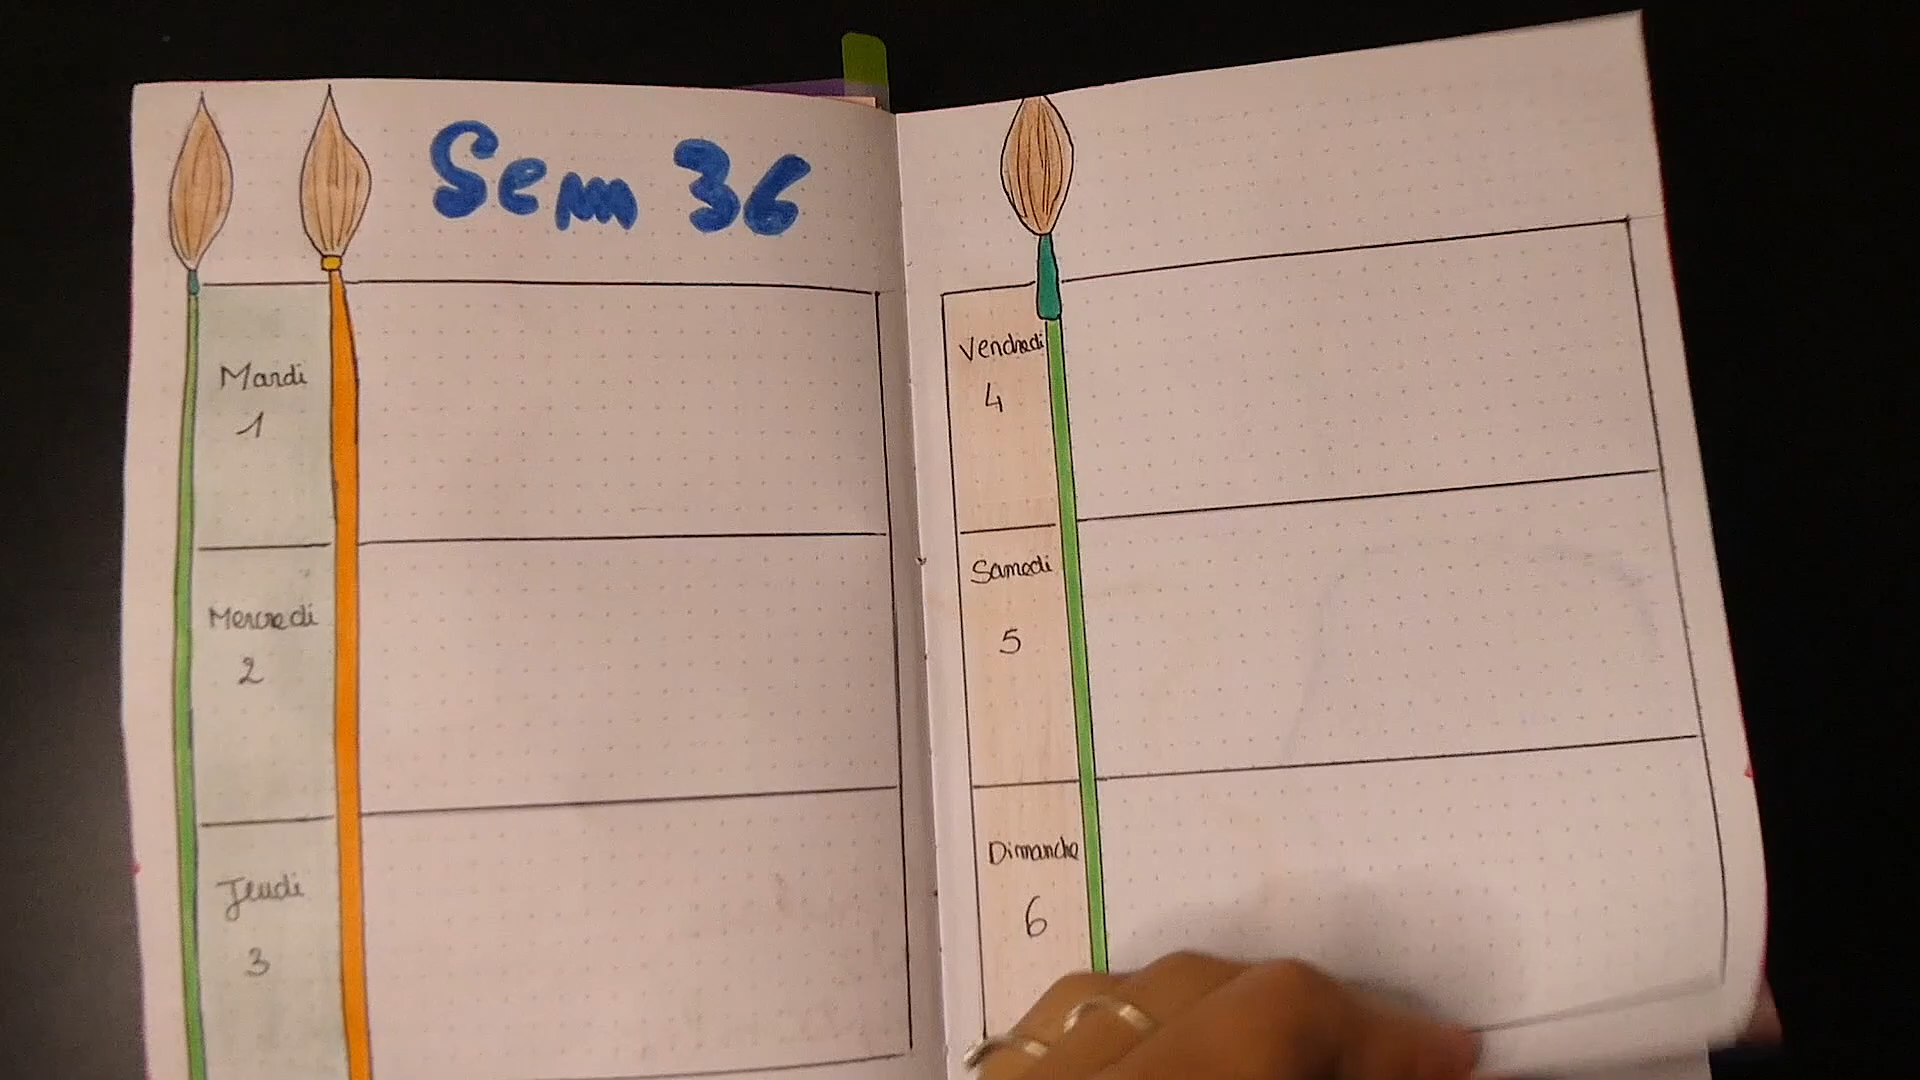 Sem 36
Mardi
1
Mercredi
2
Jeudi
3
Vendredi
4
Samedi
5
Dimanche
6